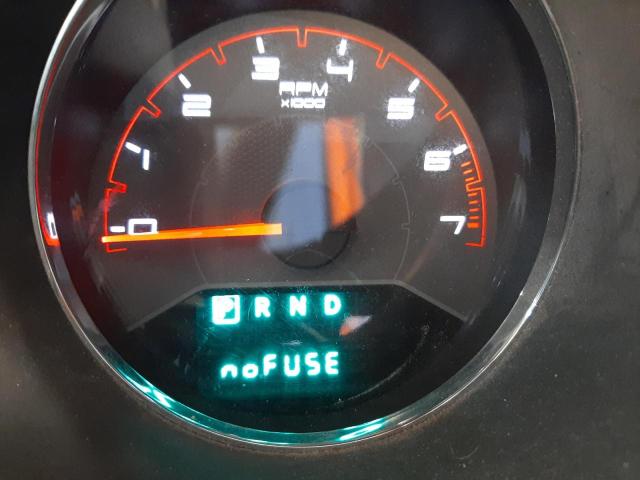 3 4
RPM
x1000
2 5
1 6
0 7
P R N D
noFUSE